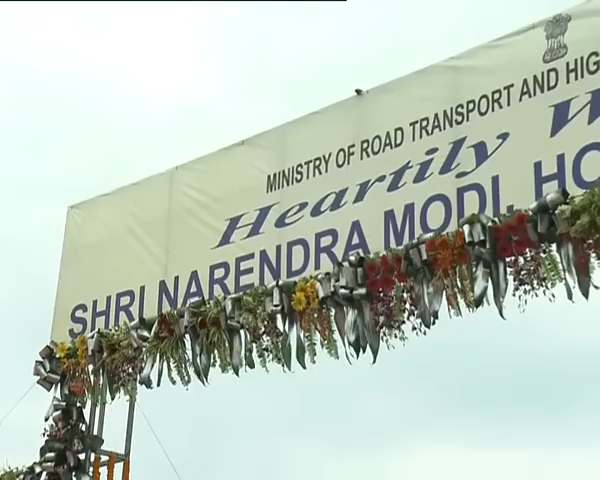 MINISTRY OF ROAD TRANSPORT AND HIG
Heartily W
SHRI NARENDRA MODI, HO